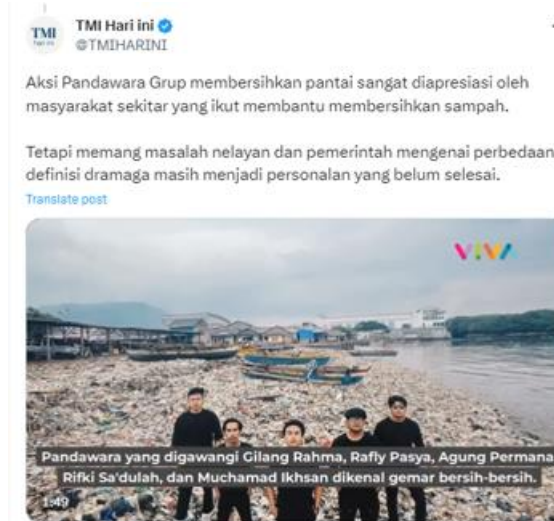 TMI
TMI Hari ini
@TMIHARINI
Aksi Pandawara Grup membersihkan pantai sangat diapresiasi oleh
masyarakat sekitar yang ikut membantu membersihkan sampah.
Tetapi memang masalah nelayan dan pemerintah mengenai perbedaan
definisi dramaga masih menjadi personalan yang belum selesai.
Translate post
VIVA
Pandawara yang digawangi Gilang Rahma, Rafly Pasya, Agung Permana
Rifki Sa'dulah, dan Muchamad Ikhsan dikenal gemar bersih-bersih.
1:49